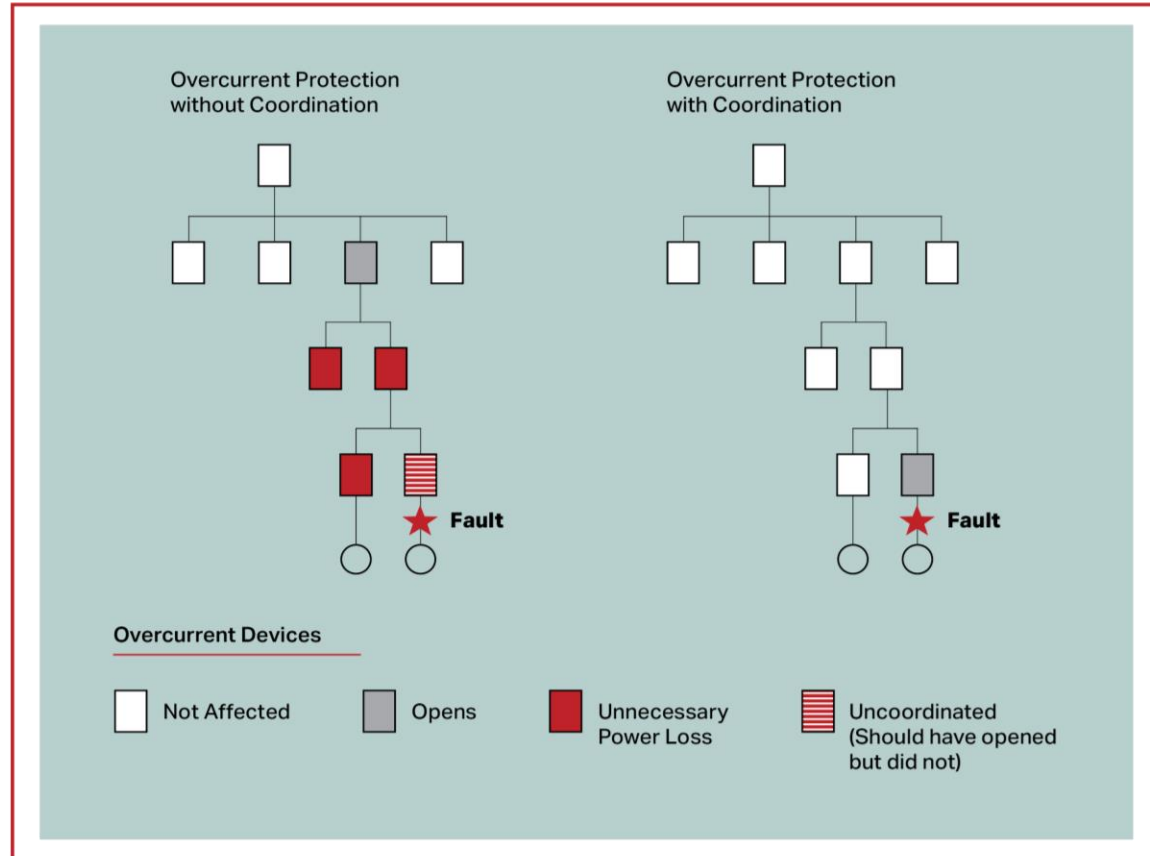 Overcurrent Protection
without Coordination
Overcurrent Protection
with Coordination
Fault
Fault
Overcurrent Devices
Not Affected
Opens
Unnecessary
Power Loss
Uncoordinated
(Should have opened
but did not)